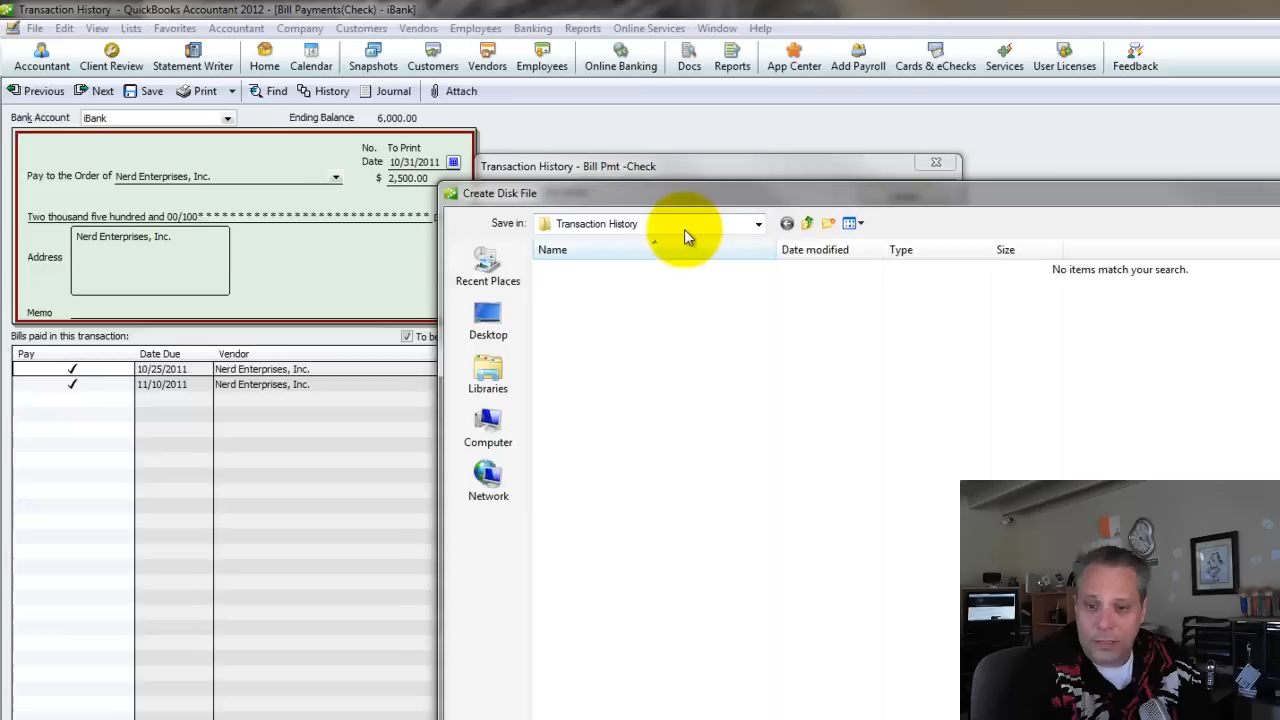 Transaction History - QuickBooks Accountant 2012 - [Bill Payments(Check) - iBank]
File Edit View Lists Favorites Accountant Company Customers Vendors Employees Banking Reports Online Services Window Help
Accountant Client Review Statement Writer Home Calendar Snapshots Customers Vendors Employees Online Banking Docs Reports App Center Add Payroll Cards & eChecks Services User Licenses Feedback
Previous Next Save Print Find History Journal Attach
Bank Account iBank Ending Balance 6,000.00
No. To Print
Date 10/31/2011
Pay to the Order of Nerd Enterprises, Inc. $ 2,500.00
Two thousand five hundred and 00/100* * * * * * * * * * * * * * * * * * * * * * * * * * * * * * * * * *
Nerd Enterprises, Inc.
Address
Memo
Bills paid in this transaction:
Pay Date Due Vendor
10/25/2011 Nerd Enterprises, Inc.
11/10/2011 Nerd Enterprises, Inc.
Transaction History - Bill Pmt -Check
Create Disk File
Save in: Transaction History
Name Date modified Type Size
No items match your search.
Recent Places
Desktop
Libraries
Computer
Network